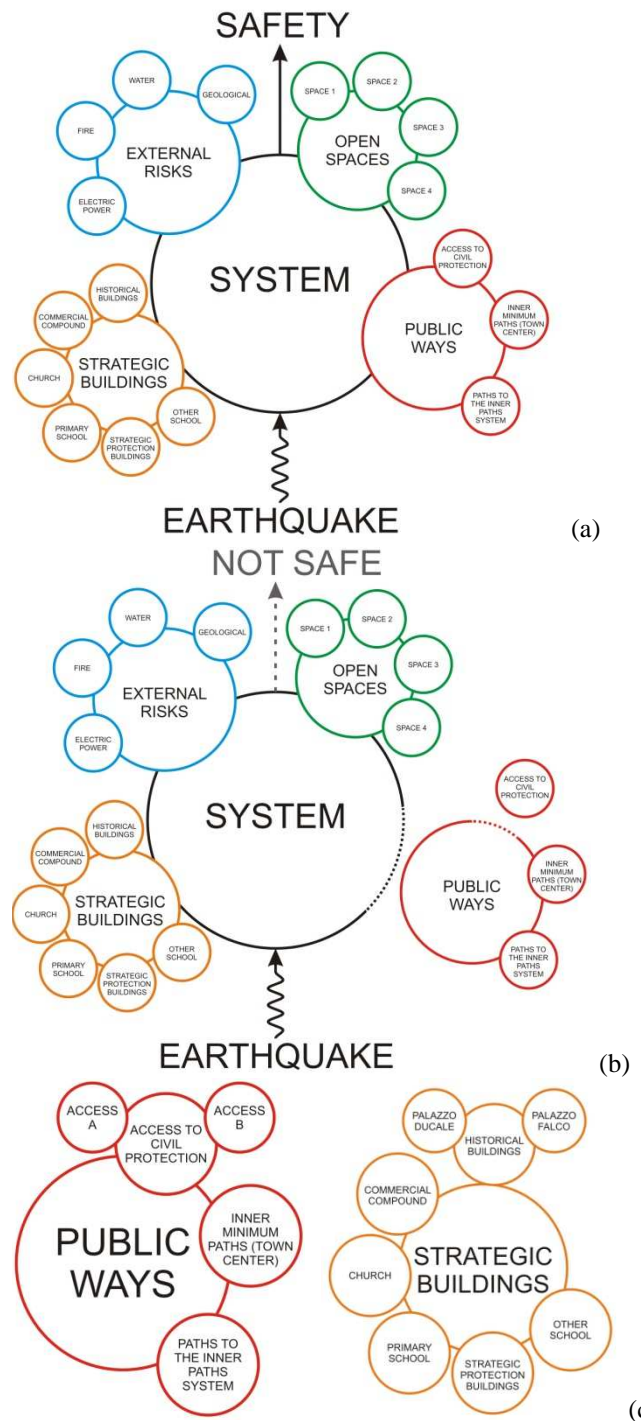 SAFETY
WATER
GEOLOGICAL
FIRE
EXTERNAL
RISKS
ELECTRIC
POWER
SPACE 1
SPACE 2
SPACE 3
SPACE 4
OPEN
SPACES
SYSTEM
ACCESS TO
CIVIL
PROTECTION
INNER
MINIMUM
PATHS (TOWN
CENTER)
PUBLIC
WAYS
PATHS TO
THE INNER
PATHS
SYSTEM
HISTORICAL
BUILDINGS
COMMERCIAL
COMPOUND
STRATEGIC
BUILDINGS
CHURCH
PRIMARY
SCHOOL
STRATEGIC
PROTECTION
BUILDINGS
OTHER
SCHOOL
EARTHQUAKE
(a)
NOT SAFE
WATER
GEOLOGICAL
FIRE
EXTERNAL
RISKS
ELECTRIC
POWER
SPACE 1
SPACE 2
SPACE 3
SPACE 4
OPEN
SPACES
SYSTEM
ACCESS TO
CIVIL
PROTECTION
INNER
MINIMUM
PATHS (TOWN
CENTER)
PUBLIC
WAYS
PATHS TO
THE INNER
PATHS
SYSTEM
HISTORICAL
BUILDINGS
COMMERCIAL
COMPOUND
STRATEGIC
BUILDINGS
CHURCH
PRIMARY
SCHOOL
STRATEGIC
PROTECTION
BUILDINGS
OTHER
SCHOOL
EARTHQUAKE
(b)
ACCESS
A
ACCESS TO
CIVIL
PROTECTION
ACCESS
B
PUBLIC
WAYS
INNER
MINIMUM
PATHS (TOWN
CENTER)
PATHS TO
THE INNER
PATHS
SYSTEM
PALAZZO
DUCALE
PALAZZO
FALCO
HISTORICAL
BUILDINGS
COMMERCIAL
COMPOUND
STRATEGIC
BUILDINGS
CHURCH
PRIMARY
SCHOOL
STRATEGIC
PROTECTION
BUILDINGS
OTHER
SCHOOL